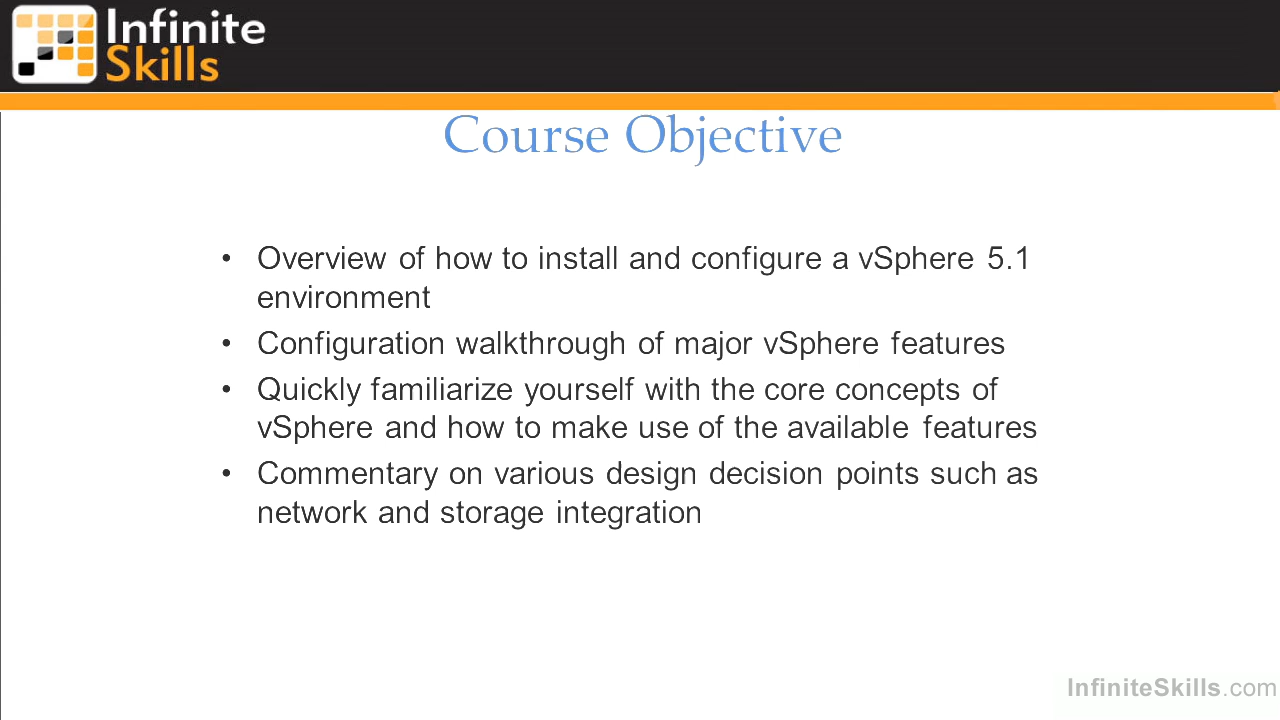 Infinite
Skills
Course Objective
• Overview of how to install and configure a vSphere 5.1
environment
• Configuration walkthrough of major vSphere features
• Quickly familiarize yourself with the core concepts of
vSphere and how to make use of the available features
• Commentary on various design decision points such as
network and storage integration
InfiniteSkills.com